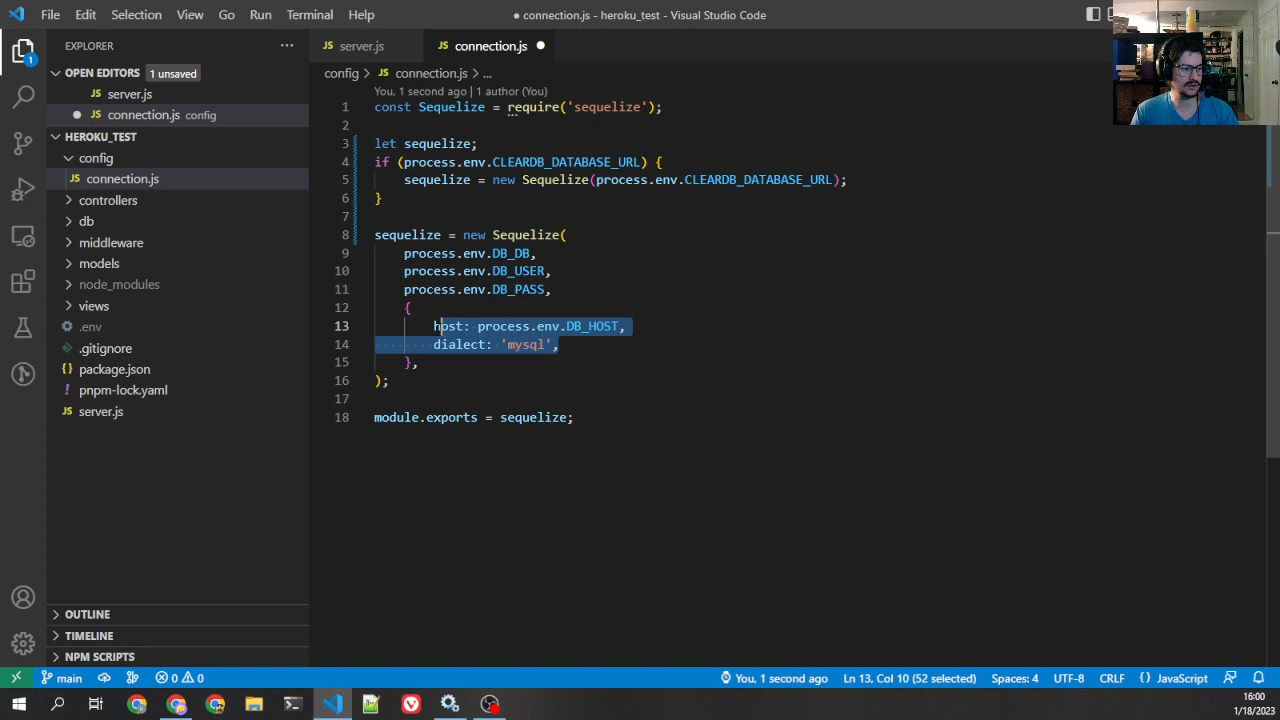 File Edit Selection View Go Run Terminal Help
● connection.js - heroku_test - Visual Studio Code
EXPLORER
OPEN EDITORS 1 unsaved
server.js
connection.js config
HEROKU_TEST
config
JS connection.js
controllers
db
middleware
models
node_modules
views
.env
.gitignore
package.json
! pnpm-lock.yaml
JS server.js
OUTLINE
TIMELINE
NPM SCRIPTS
JS server.js
JS connection.js
config > JS connection.js > ...
You, 1 second ago | 1 author (You)
1 const Sequelize = require('sequelize');
2
3 let sequelize;
4 if (process.env.CLEARDB_DATABASE_URL) {
5 sequelize = new Sequelize(process.env.CLEARDB_DATABASE_URL);
6 }
7
8 sequelize = new Sequelize(
9 process.env.DB_DB,
10 process.env.DB_USER,
11 process.env.DB_PASS,
12 {
13 host: process.env.DB_HOST,
14 dialect: 'mysql',
15 },
16 );
17
18 module.exports = sequelize;
main 0 0
You, 1 second ago Ln 13, Col 10 (52 selected) Spaces: 4 UTF-8 CRLF {} JavaScript
16:00
1/18/2023